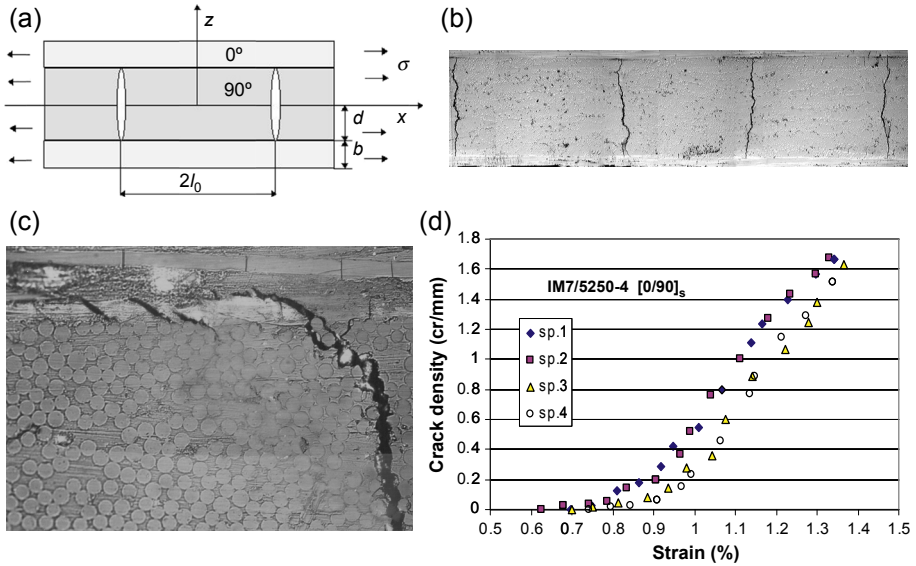 (a)
z
0º
90º
σ
d
x
b
2l₀
(b)
(c)
(d)
Crack density (cr/mm)
1.8
1.6
1.4
1.2
1
0.8
0.6
0.4
0.2
0
IM7/5250-4 [0/90]ₛ
sp.1
sp.2
sp.3
sp.4
0.5 0.6 0.7 0.8 0.9 1 1.1 1.2 1.3 1.4 1.5
Strain (%)